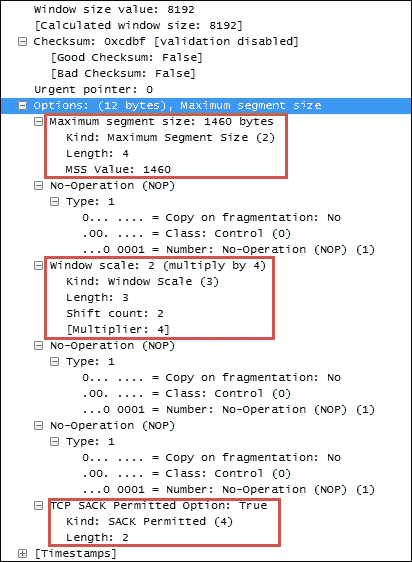 Window size value: 8192
[Calculated window size: 8192]
Checksum: 0xcdbf [validation disabled]
[Good Checksum: False]
[Bad Checksum: False]
Urgent pointer: 0
Options: (12 bytes), Maximum segment size
Maximum segment size: 1460 bytes
Kind: Maximum Segment Size (2)
Length: 4
MSS Value: 1460
No-Operation (NOP)
Type: 1
0... .... = Copy on fragmentation: No
.00. .... = Class: Control (0)
...0 0001 = Number: No-Operation (NOP) (1)
Window scale: 2 (multiply by 4)
Kind: Window Scale (3)
Length: 3
Shift count: 2
[Multiplier: 4]
No-Operation (NOP)
Type: 1
0... .... = Copy on fragmentation: No
.00. .... = Class: Control (0)
...0 0001 = Number: No-Operation (NOP) (1)
No-Operation (NOP)
Type: 1
0... .... = Copy on fragmentation: No
.00. .... = Class: Control (0)
...0 0001 = Number: No-Operation (NOP) (1)
TCP SACK Permitted Option: True
Kind: SACK Permitted (4)
Length: 2
[Timestamps]